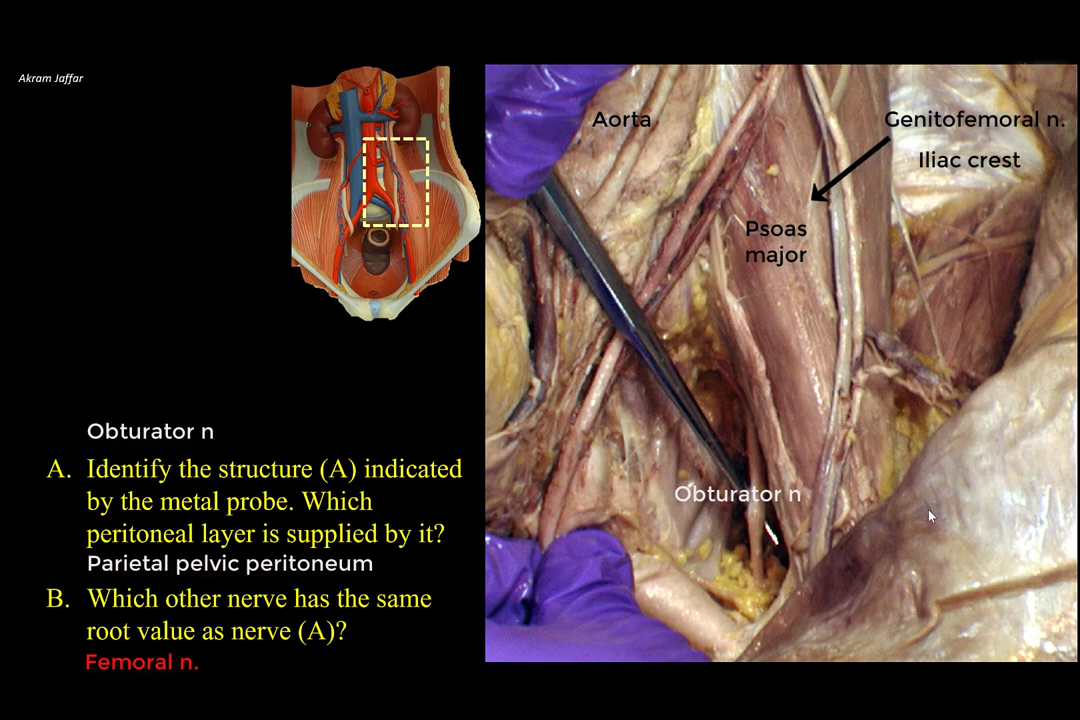 Akram Jaffar
Aorta
Genitofemoral n.
Iliac crest
Psoas
major
Obturator n
Obturator n
A. Identify the structure (A) indicated
by the metal probe. Which
peritoneal layer is supplied by it?
Parietal pelvic peritoneum
B. Which other nerve has the same
root value as nerve (A)?
Femoral n.